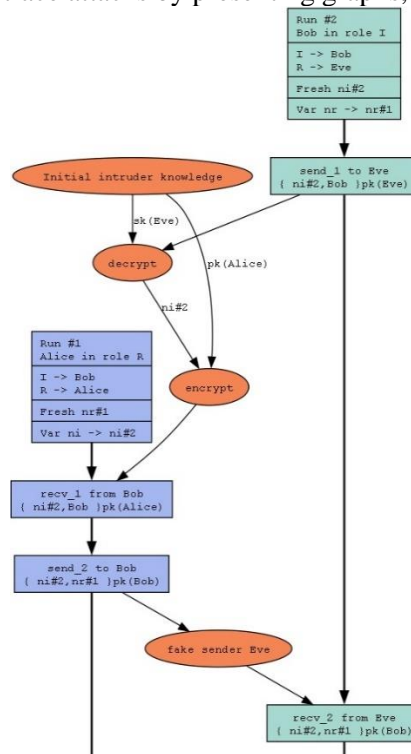 by presenting graphs,
Run #2
Bob in role I
I -> Bob
R -> Eve
Fresh ni#2
Var nr -> nr#1
send_1 to Eve
{ ni#2,Bob }pk(Eve)
Initial intruder knowledge
sk(Eve)
pk(Alice)
decrypt
ni#2
Run #1
Alice in role R
I -> Bob
R -> Alice
Fresh nr#1
Var ni -> ni#2
encrypt
recv_1 from Bob
{ ni#2,Bob }pk(Alice)
send_2 to Bob
{ ni#2,nr#1 }pk(Bob)
fake sender Eve
recv_2 from Eve
{ ni#2,nr#1 }pk(Bob)